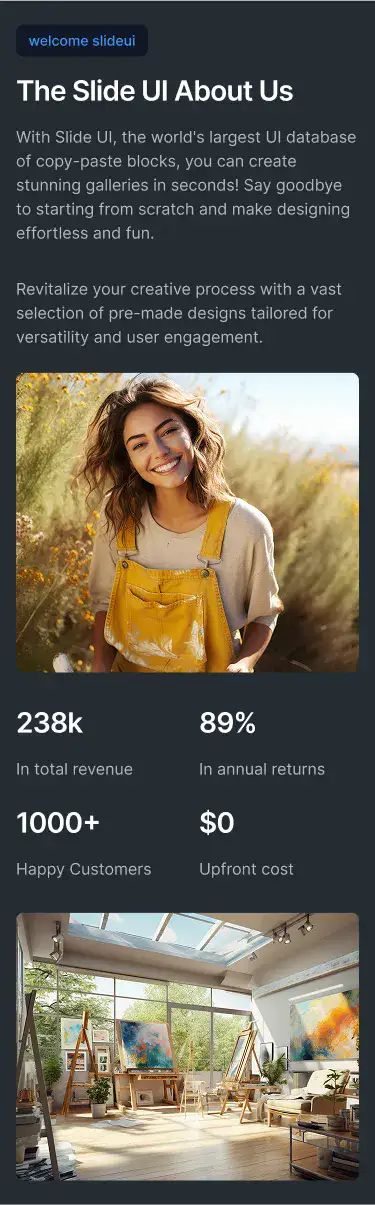 welcome slideui
The Slide UI About Us
With Slide UI, the world's largest UI database
of copy-paste blocks, you can create
stunning galleries in seconds! Say goodbye
to starting from scratch and make designing
effortless and fun.
Revitalize your creative process with a vast
selection of pre-made designs tailored for
versatility and user engagement.
238k
In total revenue
89%
In annual returns
1000+
Happy Customers
$0
Upfront cost